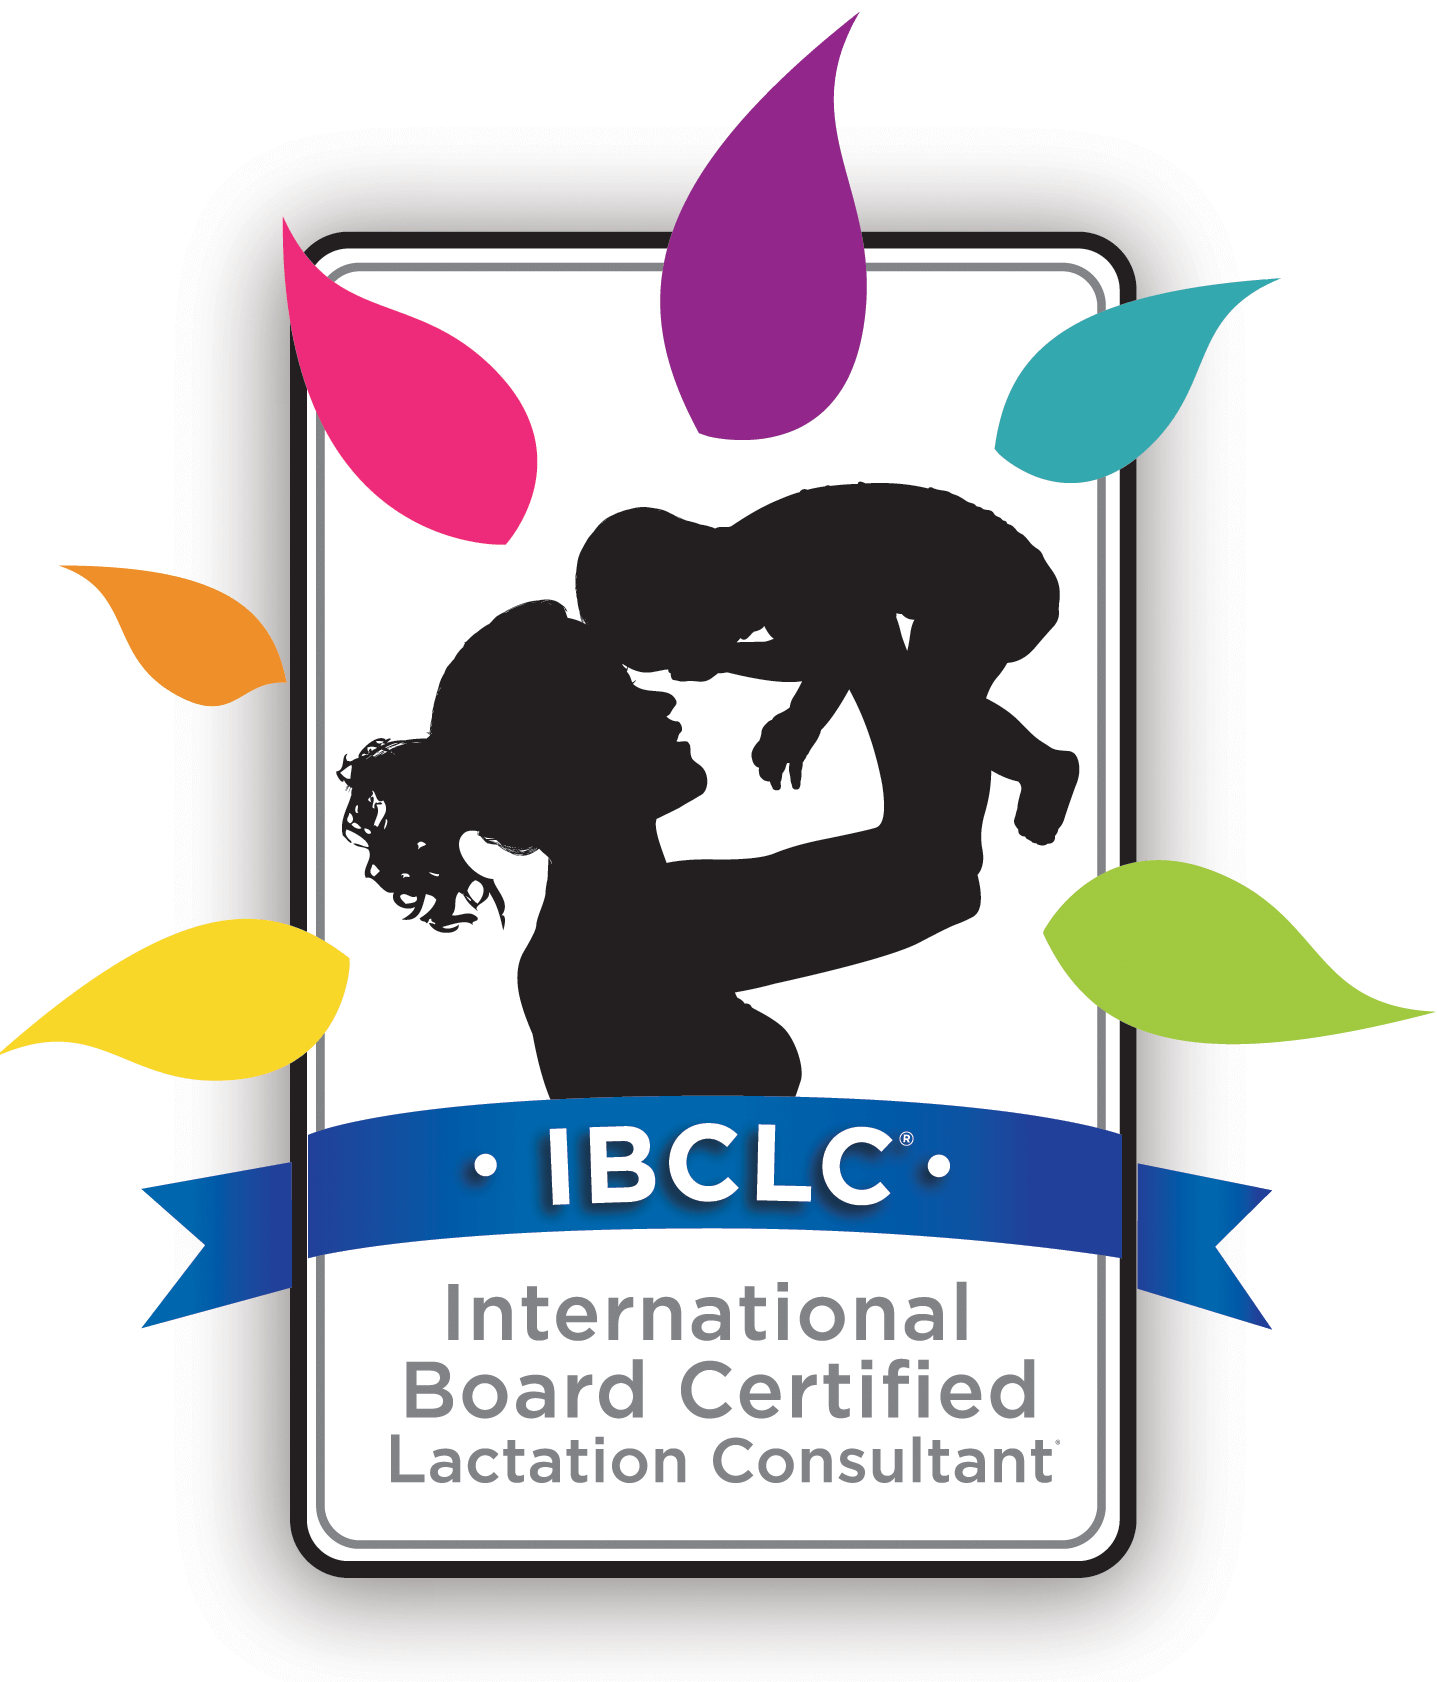 • IBCLC® •
International
Board Certified
Lactation Consultant®